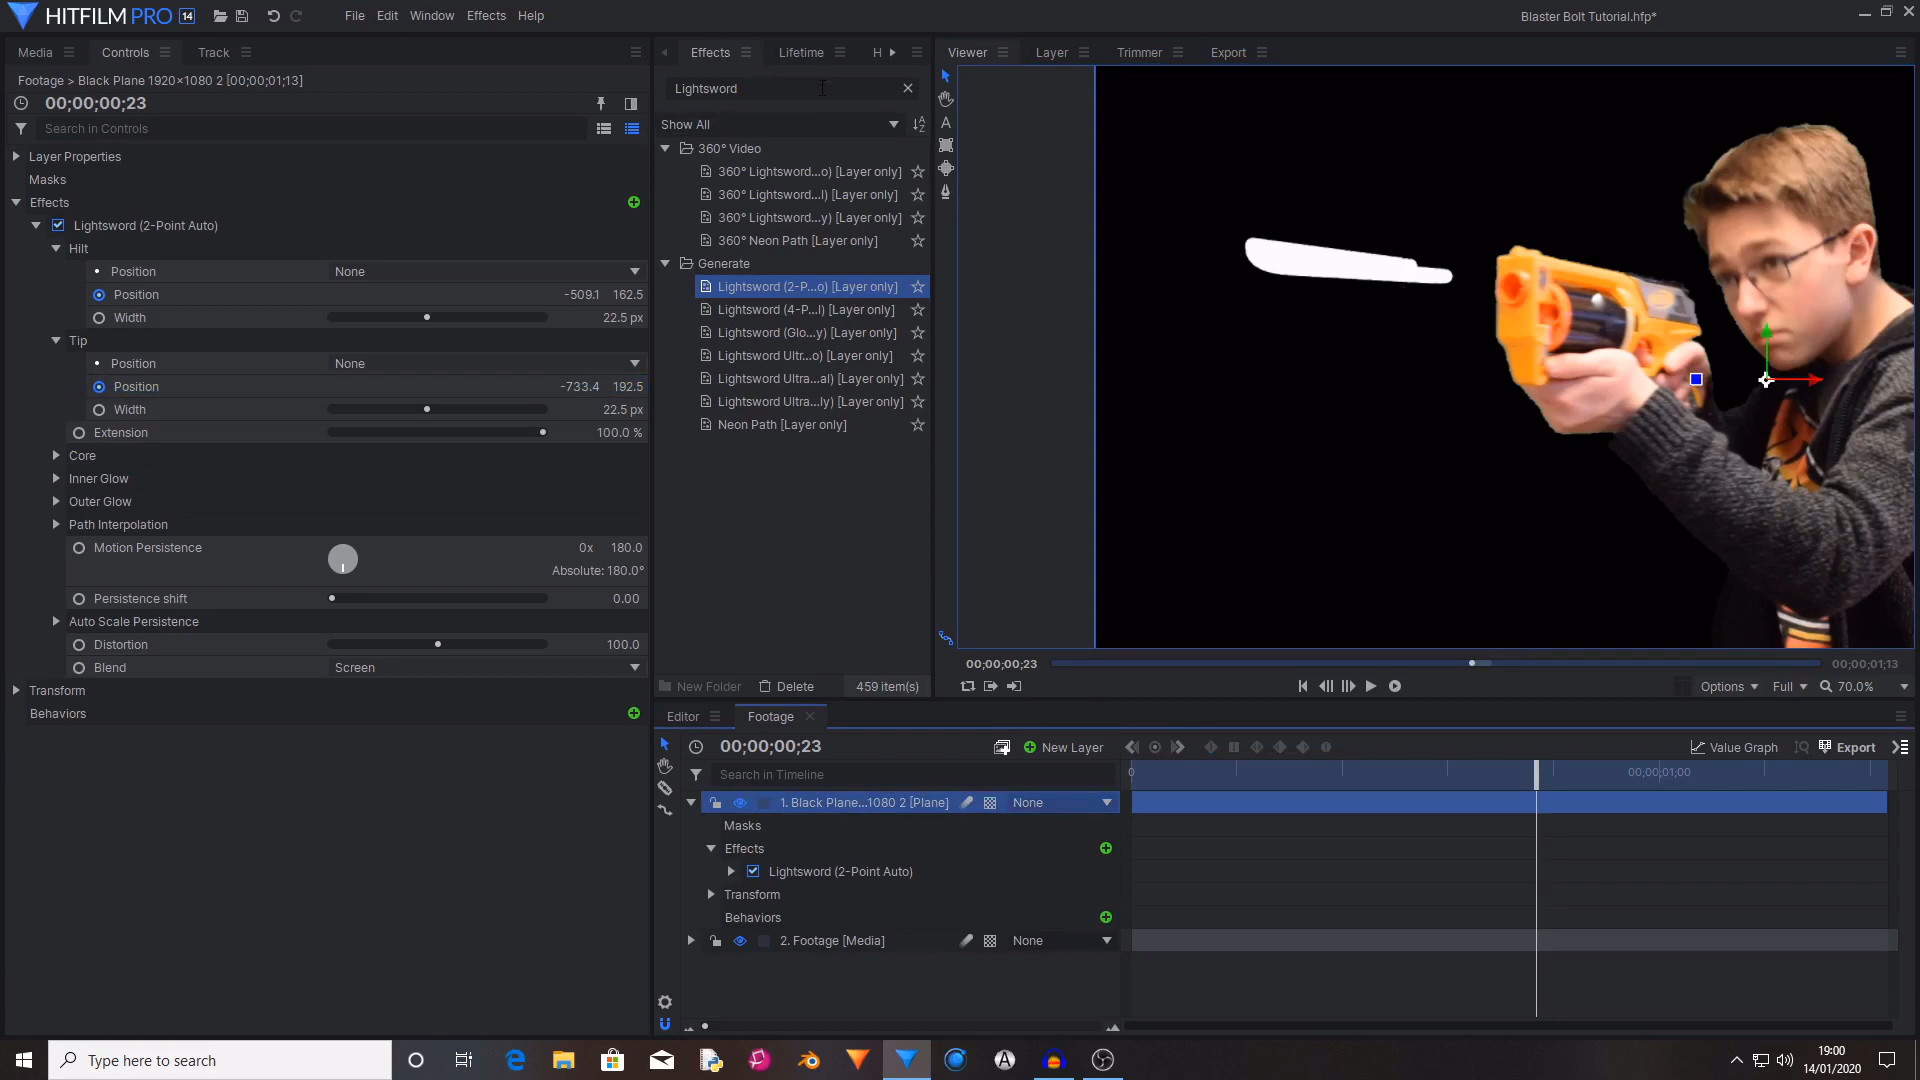 HITFILM PRO 14
File Edit Window Effects Help
Blaster Bolt Tutorial.hfp*
Media Controls Track
Footage > Black Plane 1920×1080 2 [00;00;01;13]
00;00;00;23
Search in Controls
Layer Properties
Masks
Effects
Lightsword (2-Point Auto)
Hilt
Position None
Position -509.1 162.5
Width 22.5 px
Tip
Position None
Position -733.4 192.5
Width 22.5 px
Extension 100.0 %
Core
Inner Glow
Outer Glow
Path Interpolation
Motion Persistence 0x 180.0
Absolute: 180.0°
Persistence shift 0.00
Auto Scale Persistence
Distortion 100.0
Blend Screen
Transform
Behaviors
Effects Lifetime H
Lightsword
Show All
360° Video
360° Lightsword...o) [Layer only]
360° Lightsword...l) [Layer only]
360° Lightsword...y) [Layer only]
360° Neon Path [Layer only]
Generate
Lightsword (2-P...o) [Layer only]
Lightsword (4-P...l) [Layer only]
Lightsword (Glo...y) [Layer only]
Lightsword Ultr...o) [Layer only]
Lightsword Ultra...al) [Layer only]
Lightsword Ultra...ly) [Layer only]
Neon Path [Layer only]
New Folder Delete 459 item(s)
Viewer Layer Trimmer Export
00;00;00;23 00;00;01;13
Options Full 70.0%
Editor Footage
00;00;00;23 New Layer Value Graph Export
Search in Timeline
0 00;00;01;00
1. Black Plane...1080 2 [Plane] None
Masks
Effects
Lightsword (2-Point Auto)
Transform
Behaviors
2. Footage [Media] None
Type here to search
19:00
14/01/2020